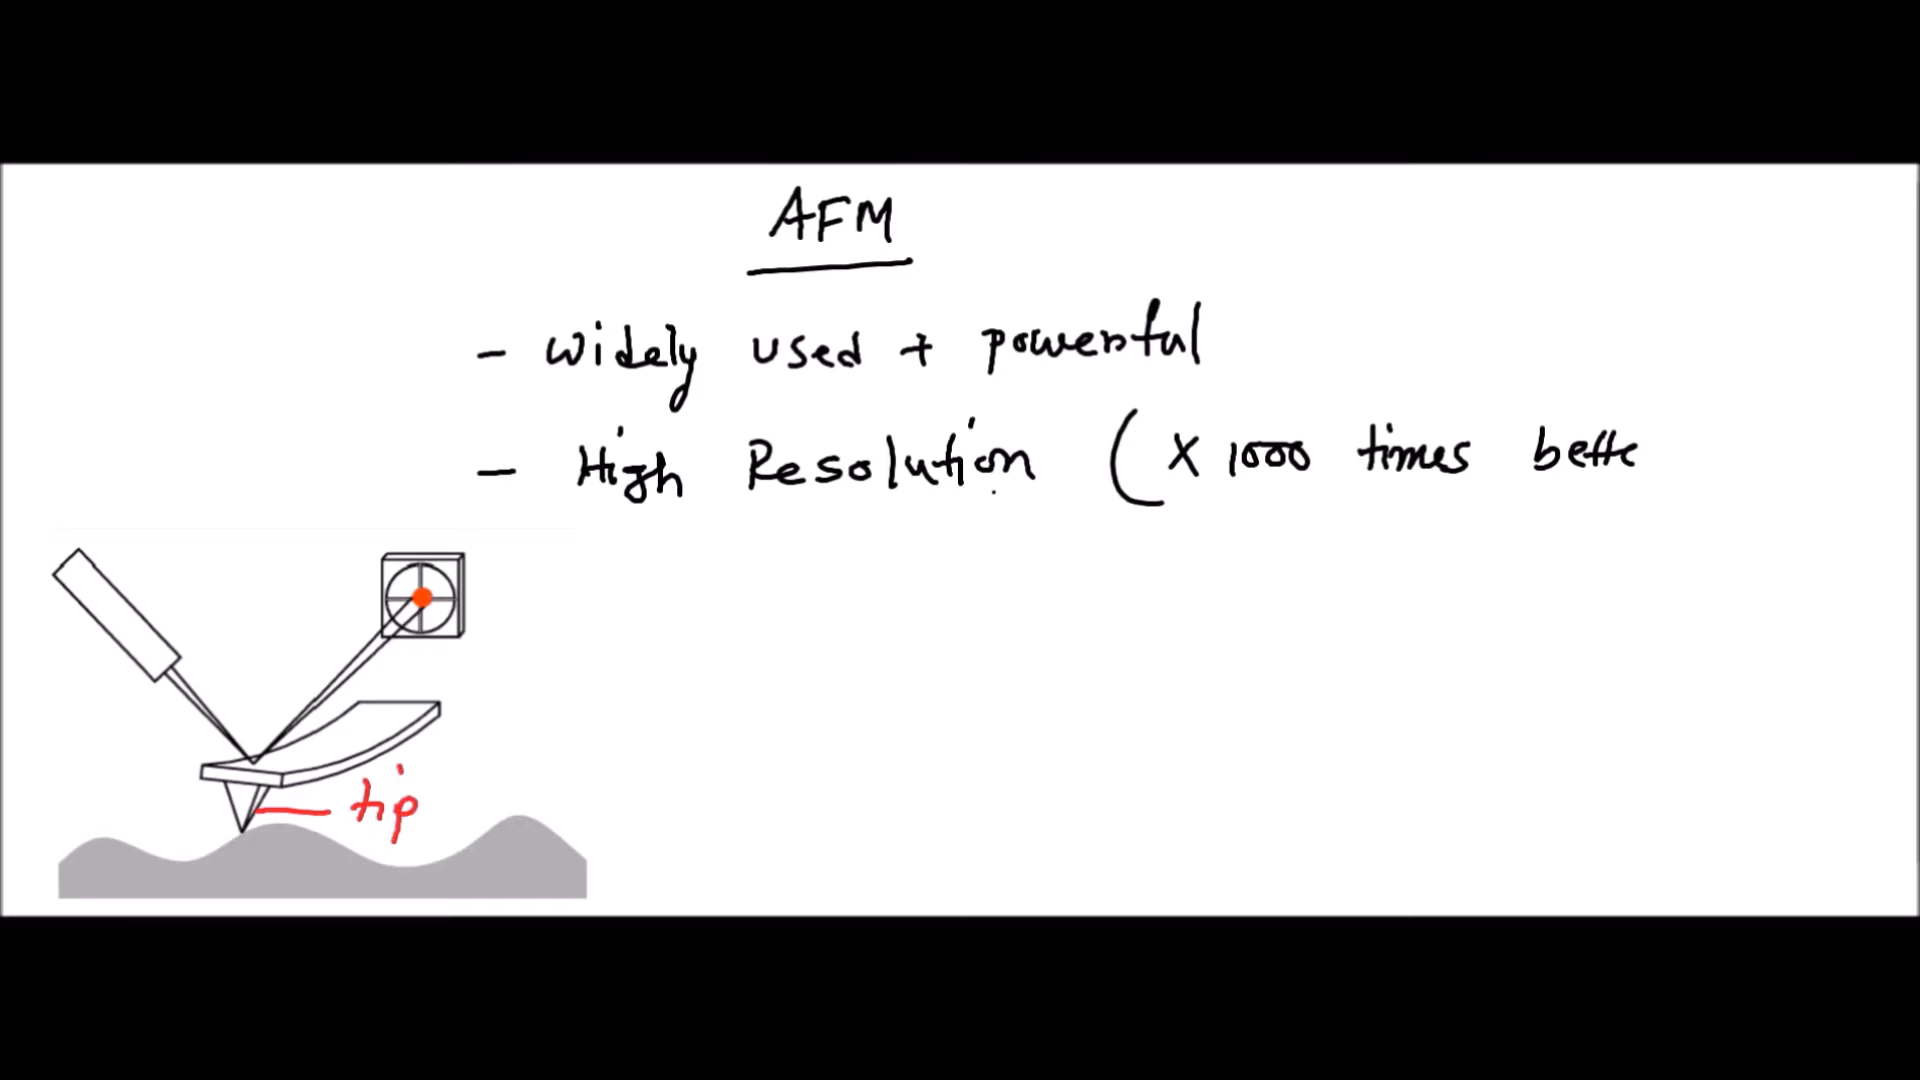 AFM
- Widely used + powerful
- High Resolution ( X 1000 times bette
tip